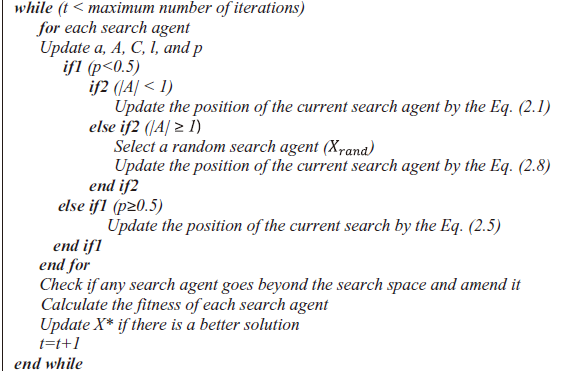 while (t < maximum number of iterations)
for each search agent
Update a, A, C, l, and p
if1 (p<0.5)
if2 (|A| < 1)
Update the position of the current search agent by the Eq. (2.1)
else if2 (|A| ≥ 1)
Select a random search agent (Xrand)
Update the position of the current search agent by the Eq. (2.8)
end if2
else if1 (p≥0.5)
Update the position of the current search by the Eq. (2.5)
end if1
end for
Check if any search agent goes beyond the search space and amend it
Calculate the fitness of each search agent
Update X* if there is a better solution
t=t+1
end while